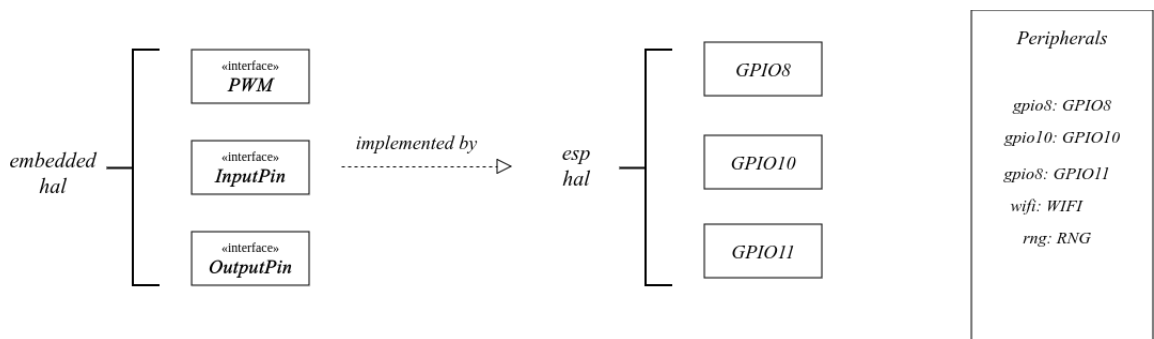 embedded
hal
«interface»
PWM
«interface»
InputPin
«interface»
OutputPin
implemented by
esp
hal
GPIO8
GPIO10
GPIO11
Peripherals
gpio8: GPIO8
gpio10: GPIO10
gpio8: GPIO11
wifi: WIFI
rng: RNG